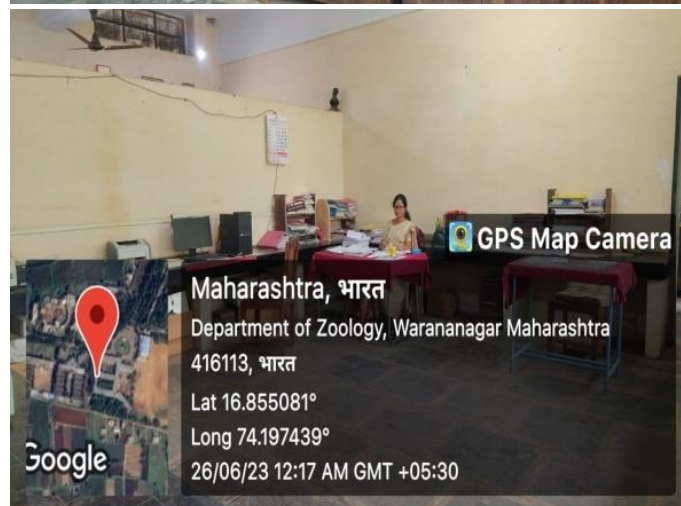 GPS Map Camera
Maharashtra, भारत
Department of Zoology, Warananagar Maharashtra
416113, भारत
Lat 16.855081°
Long 74.197439°
26/06/23 12:17 AM GMT +05:30
Google